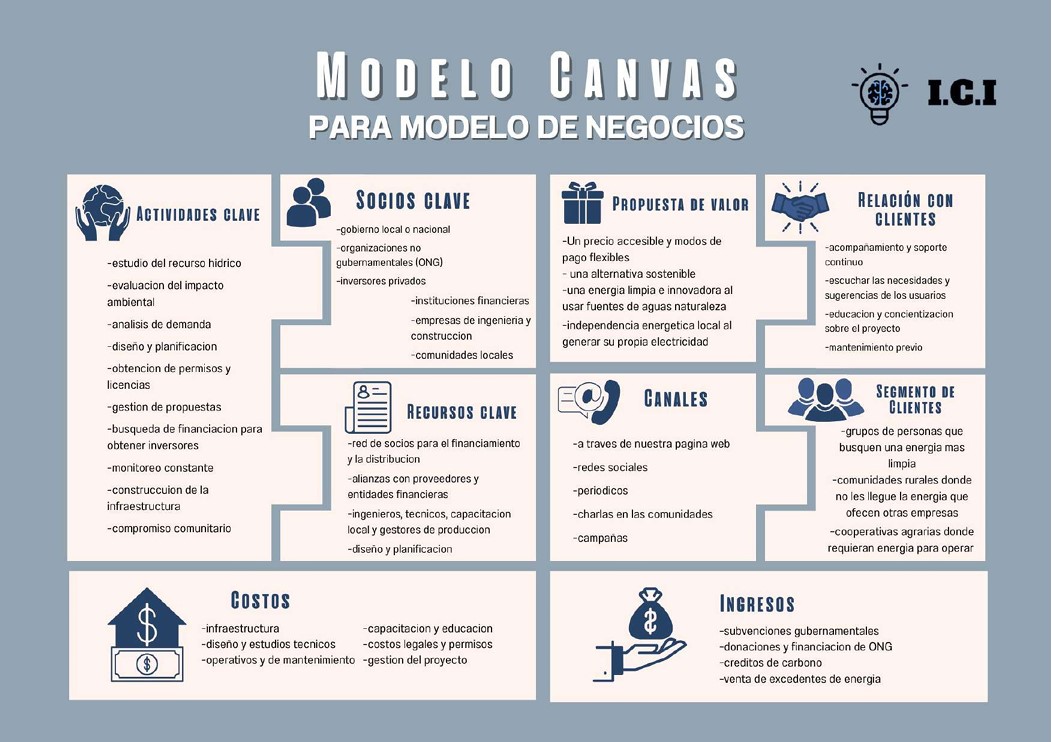 MODELO CANVAS
PARA MODELO DE NEGOCIOS
I.C.I
ACTIVIDADES CLAVE
-estudio del recurso hidrico
-evaluacion del impacto
ambiental
-analisis de demanda
-diseño y planificacion
-obtencion de permisos y
licencias
-gestion de propuestas
-busqueda de financiacion para
obtener inversores
-monitoreo constante
-construccuion de la
infraestructura
-compromiso comunitario
SOCIOS CLAVE
-gobierno local o nacional
-organizaciones no
gubernamentales (ONG)
-inversores privados
-instituciones financieras
-empresas de ingenieria y
construccion
-comunidades locales
RECURSOS CLAVE
-red de socios para el financiamiento
y la distribucion
-alianzas con proveedores y
entidades financieras
-ingenieros, tecnicos, capacitacion
local y gestores de produccion
-diseño y planificacion
PROPUESTA DE VALOR
-Un precio accesible y modos de
pago flexibles
- una alternativa sostenible
-una energia limpia e innovadora al
usar fuentes de aguas naturaleza
-independencia energetica local al
generar su propia electricidad
CANALES
-a traves de nuestra pagina web
-redes sociales
-periodicos
-charlas en las comunidades
-campañas
RELACIÓN CON
CLIENTES
-acompañamiento y soporte
continuo
-escuchar las necesidades y
sugerencias de los usuarios
-educacion y concientizacion
sobre el proyecto
-mantenimiento previo
SEGMENTO DE
CLIENTES
-grupos de personas que
busquen una energia mas
limpia
-comunidades rurales donde
no les llegue la energia que
ofecen otras empresas
-cooperativas agrarias donde
requieran energia para operar
COSTOS
-infraestructura
-diseño y estudios tecnicos
-operativos y de mantenimiento
-capacitacion y educacion
-costos legales y permisos
-gestion del proyecto
INGRESOS
-subvenciones gubernamentales
-donaciones y financiacion de ONG
-creditos de carbono
-venta de excedentes de energia